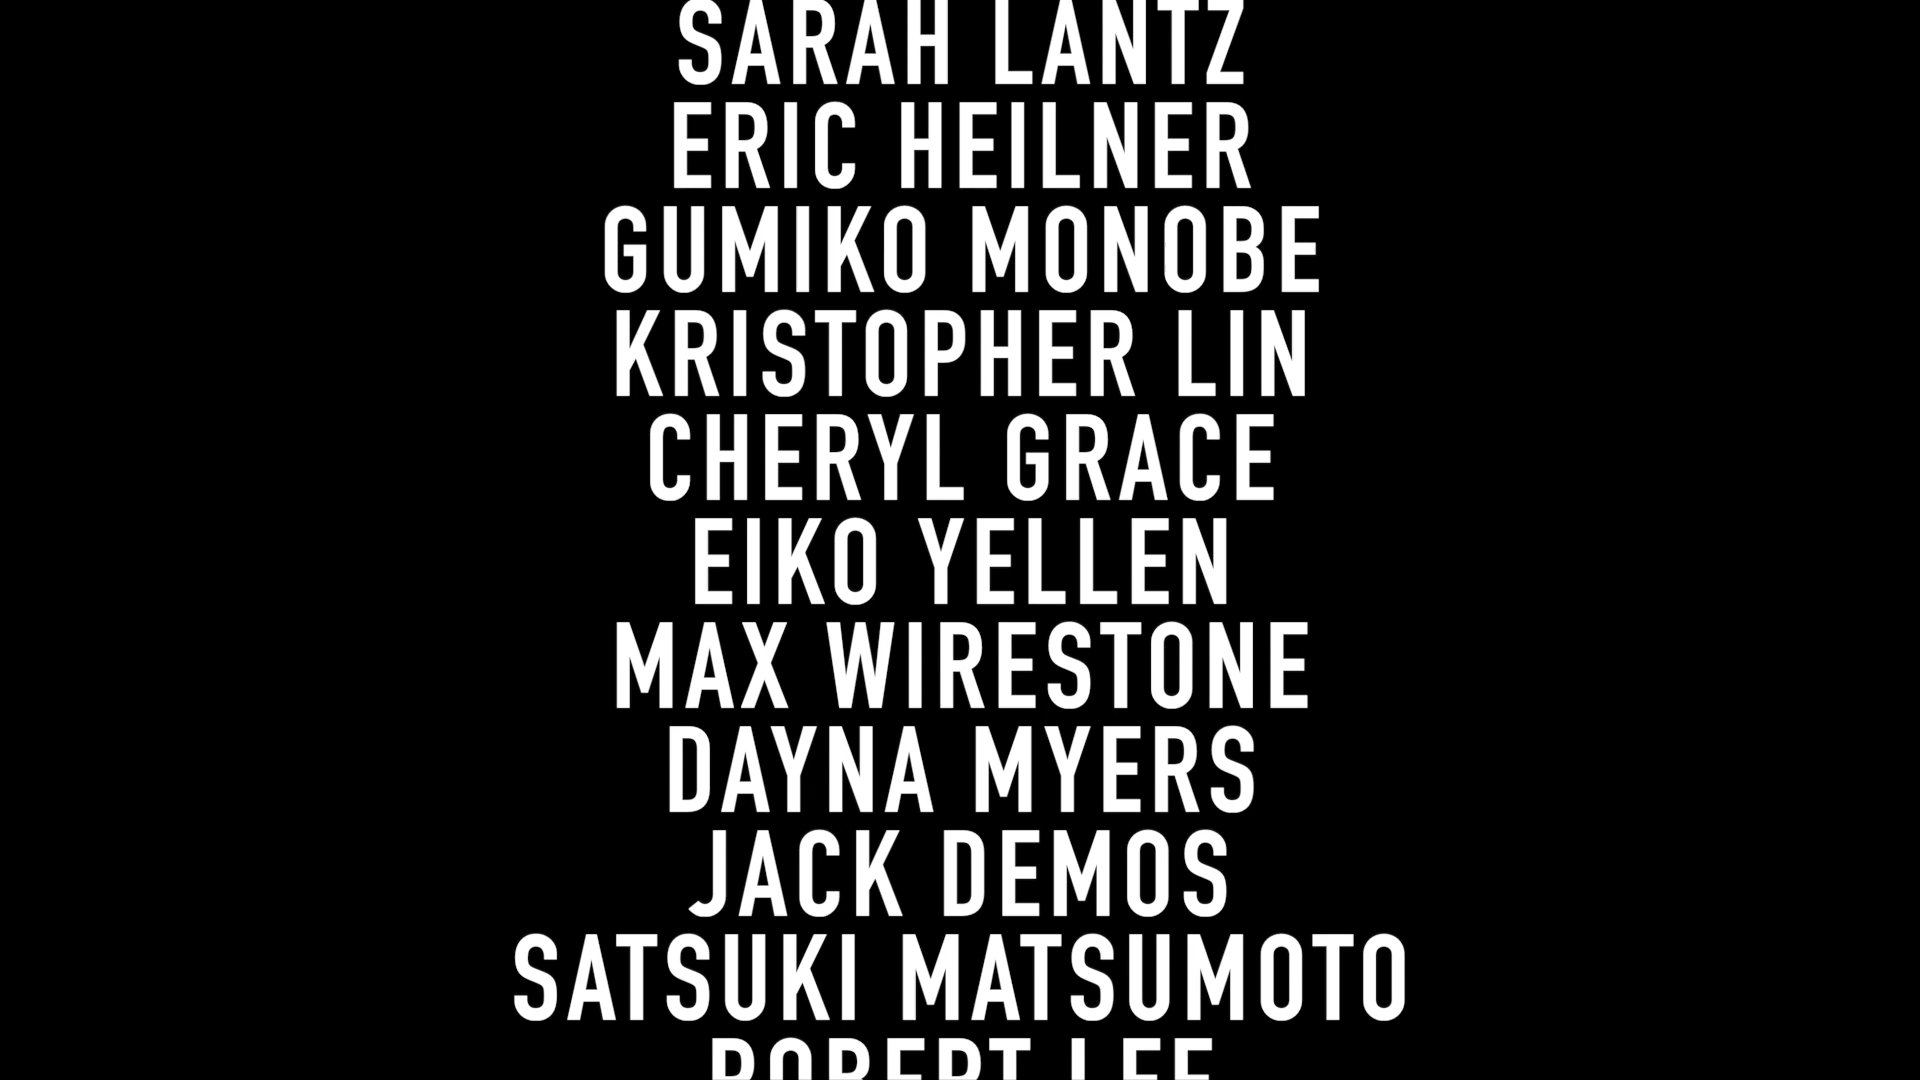 SARAH LANTZ
ERIC HEILNER
GUMIKO MONOBE
KRISTOPHER LIN
CHERYL GRACE
EIKO YELLEN
MAX WIRESTONE
DAYNA MYERS
JACK DEMOS
SATSUKI MATSUMOTO
ROBERT LEE